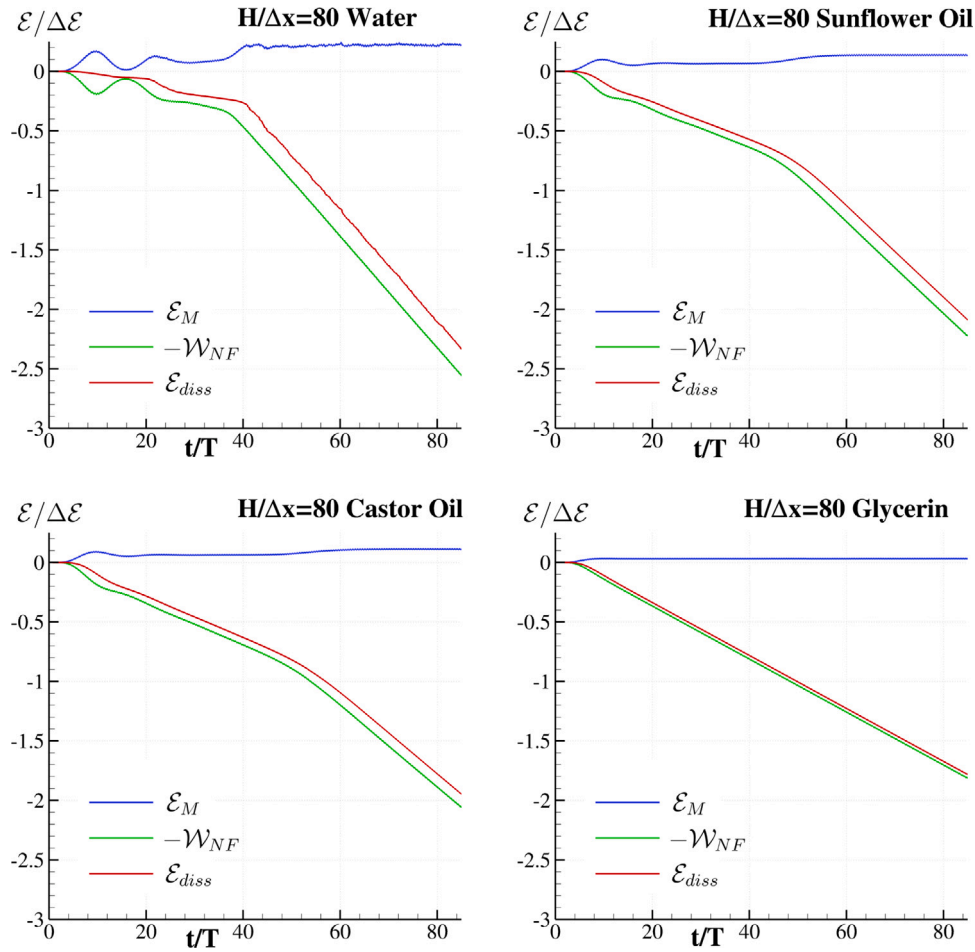 ℰ/Δℰ
H/Δx=80 Water
0
-0.5
-1
-1.5
-2
-2.5
-3
ℰ_M
−𝒲_NF
ℰ_diss
0 20 40 60 80
t/T
ℰ/Δℰ
H/Δx=80 Sunflower Oil
0
-0.5
-1
-1.5
-2
-2.5
-3
ℰ_M
−𝒲_NF
ℰ_diss
0 20 40 60 80
t/T
ℰ/Δℰ
H/Δx=80 Castor Oil
0
-0.5
-1
-1.5
-2
-2.5
-3
ℰ_M
−𝒲_NF
ℰ_diss
0 20 40 60 80
t/T
ℰ/Δℰ
H/Δx=80 Glycerin
0
-0.5
-1
-1.5
-2
-2.5
-3
ℰ_M
−𝒲_NF
ℰ_diss
0 20 40 60 80
t/T